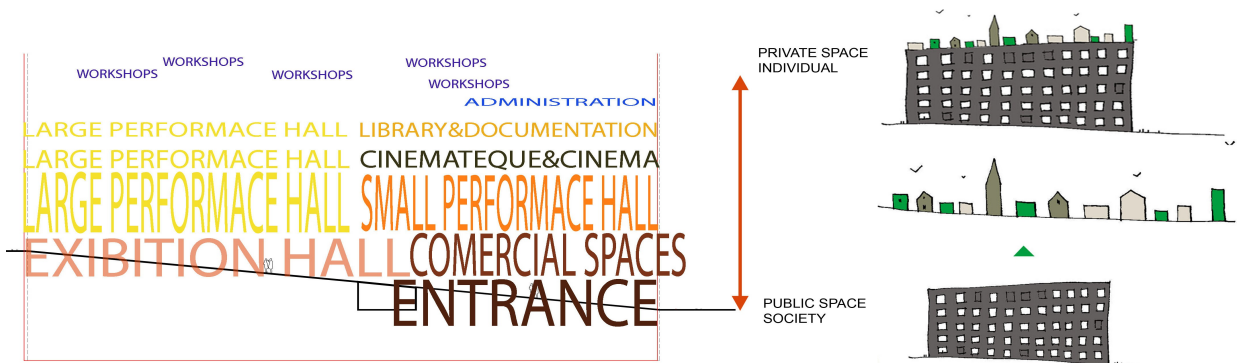 WORKSHOPS
WORKSHOPS
WORKSHOPS
WORKSHOPS
WORKSHOPS
ADMINISTRATION
LARGE PERFORMACE HALL LIBRARY&DOCUMENTATION
LARGE PERFORMACE HALL CINEMATEQUE&CINEMA
LARGE PERFORMACE HALL SMALL PERFORMACE HALL
EXIBITION HALL COMERCIAL SPACES
ENTRANCE
PRIVATE SPACE
INDIVIDUAL
PUBLIC SPACE
SOCIETY